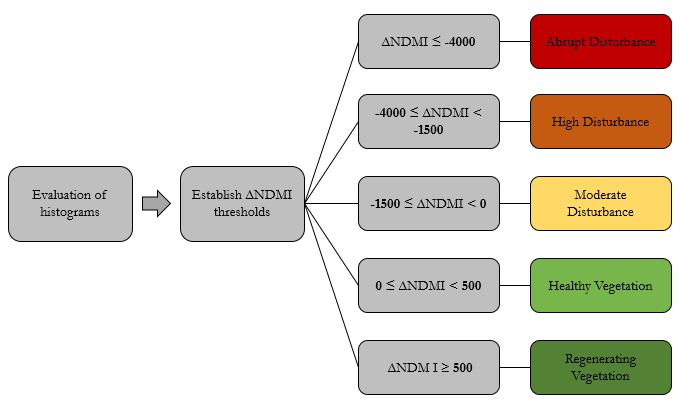 Evaluation of
histograms
Establish ΔNDMI
thresholds
ΔNDMI ≤ -4000
Abrupt Disturbance
-4000 ≤ ΔNDMI <
-1500
High Disturbance
-1500 ≤ ΔNDMI < 0
Moderate
Disturbance
0 ≤ ΔNDMI < 500
Healthy Vegetation
ΔNDM I ≥ 500
Regenerating
Vegetation